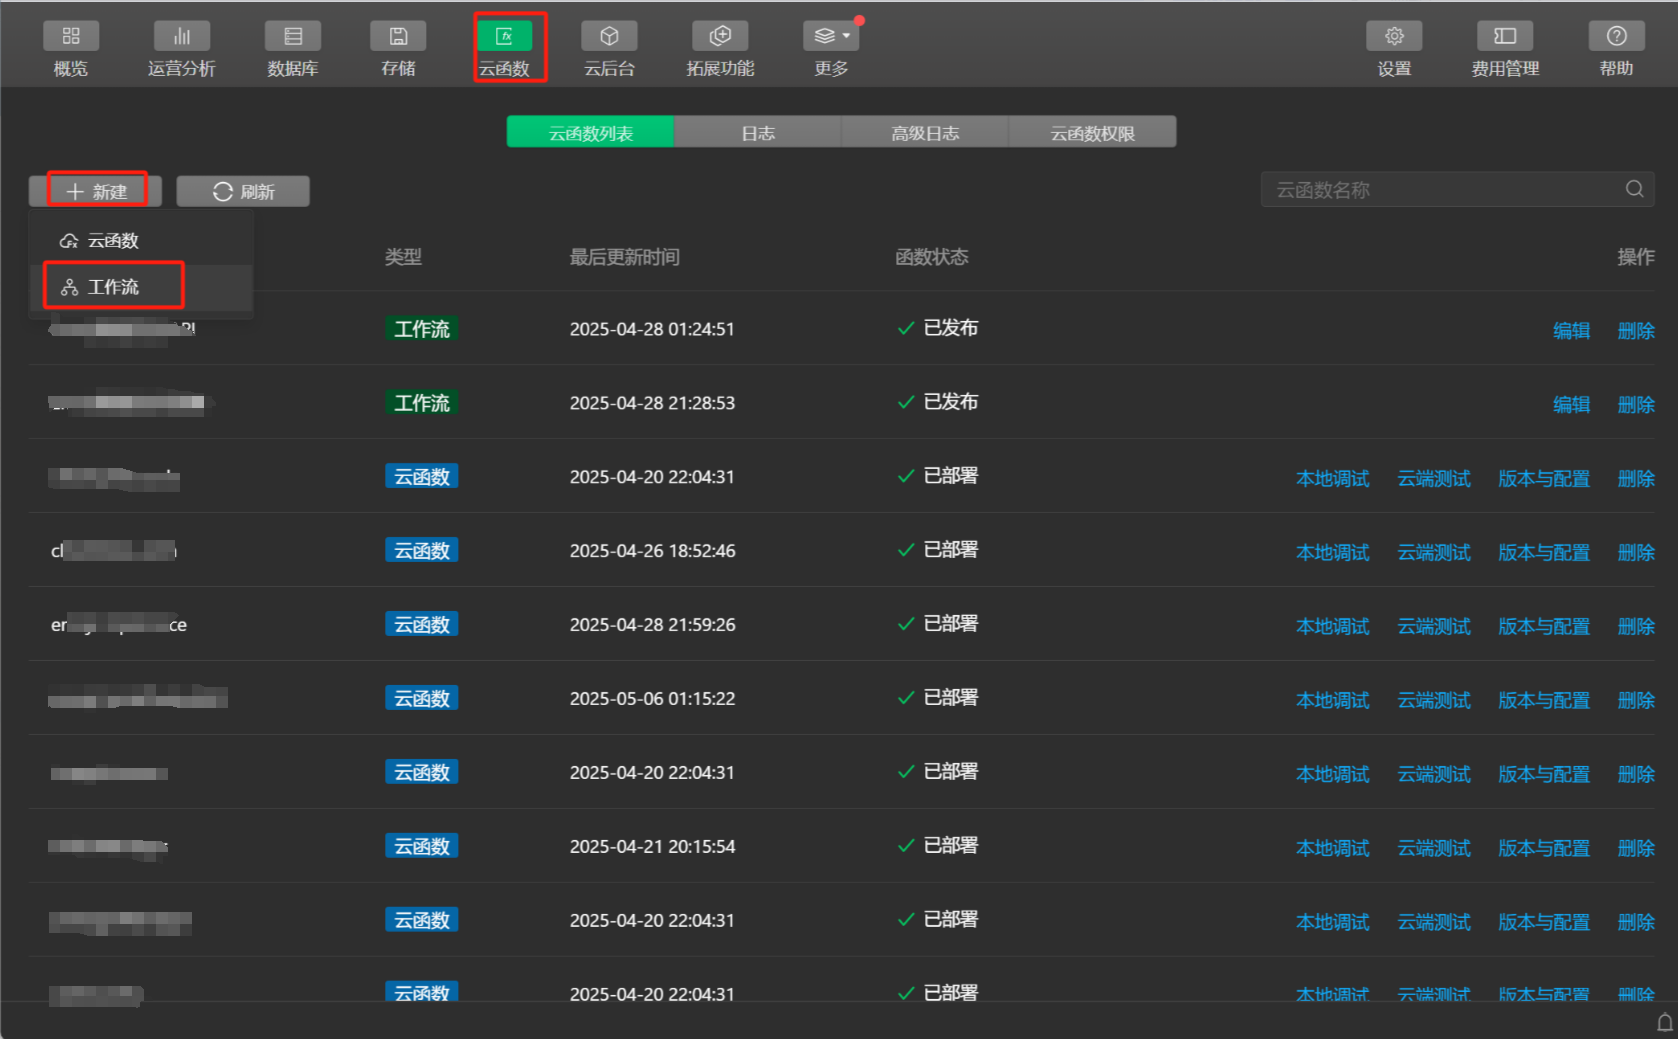 概览 运营分析 数据库 存储 云函数 云后台 拓展功能 更多 设置 费用管理 帮助
云函数列表 日志 高级日志 云函数权限
新建 刷新 云函数名称
云函数
类型 最后更新时间 函数状态 操作
工作流
工作流 2025-04-28 01:24:51 已发布 编辑 删除
工作流 2025-04-28 21:28:53 已发布 编辑 删除
云函数 2025-04-20 22:04:31 已部署 本地调试 云端测试 版本与配置 删除
云函数 2025-04-26 18:52:46 已部署 本地调试 云端测试 版本与配置 删除
云函数 2025-04-28 21:59:26 已部署 本地调试 云端测试 版本与配置 删除
云函数 2025-05-06 01:15:22 已部署 本地调试 云端测试 版本与配置 删除
云函数 2025-04-20 22:04:31 已部署 本地调试 云端测试 版本与配置 删除
云函数 2025-04-21 20:15:54 已部署 本地调试 云端测试 版本与配置 删除
云函数 2025-04-20 22:04:31 已部署 本地调试 云端测试 版本与配置 删除
云函数 2025-04-20 22:04:31 已部署 本地调试 云端测试 版本与配置 删除